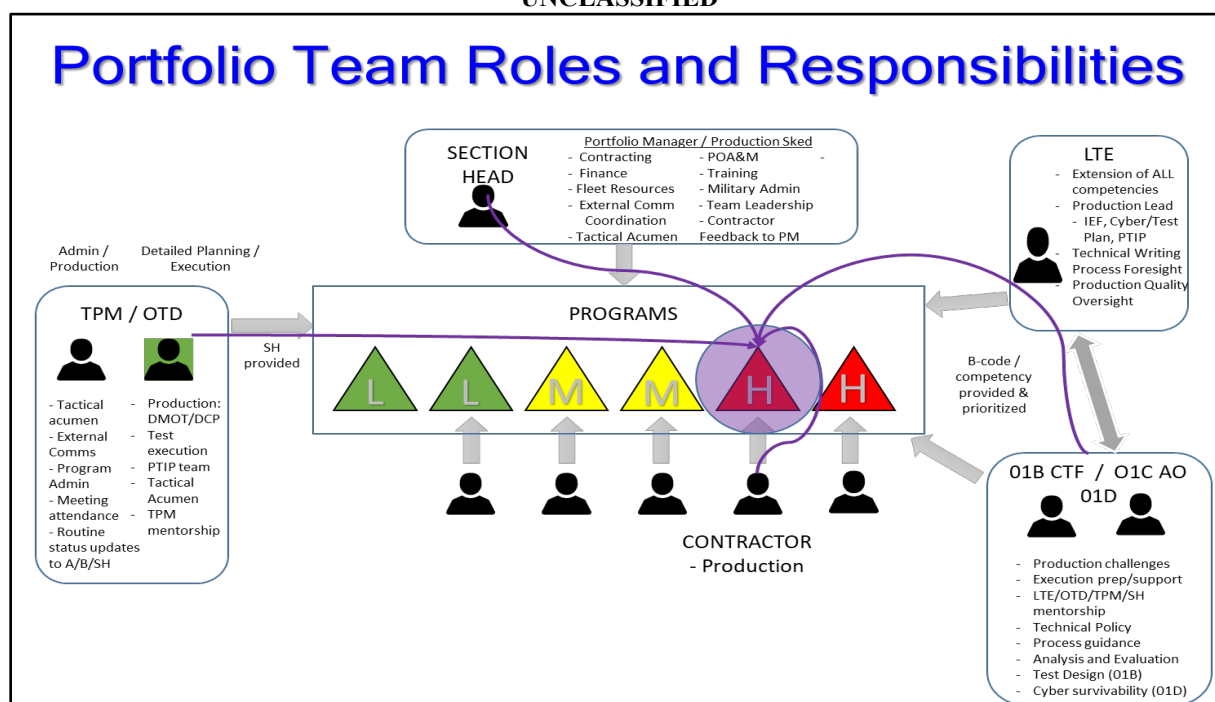 UNCLASSIFIED
Portfolio Team Roles and Responsibilities
SECTION
HEAD
Portfolio Manager / Production Sked
- Contracting
- Finance
- Fleet Resources
- External Comm
Coordination
- Tactical Acumen
- POA&M -
- Training
- Military Admin
- Team Leadership
- Contractor
Feedback to PM
LTE
- Extension of ALL
competencies
- Production Lead
- IEF, Cyber/Test
Plan, PTIP
- Technical Writing
- Process Foresight
- Production Quality
Oversight
Admin /
Production
Detailed Planning /
Execution
TPM / OTD
- Tactical
acumen
- External
Comms
- Program
Admin
- Meeting
attendance
- Routine
status updates
to A/B/SH
- Production:
DMOT/DCP
- Test
execution
- PTIP team
- Tactical
Acumen
- TPM
mentorship
SH
provided
PROGRAMS
L
L
M
M
H
H
B-code /
competency
provided &
prioritized
CONTRACTOR
- Production
01B CTF / O1C AO
01D
- Production challenges
- Execution prep/support
- LTE/OTD/TPM/SH
mentorship
- Technical Policy
- Process guidance
- Analysis and Evaluation
- Test Design (01B)
- Cyber survivability (01D)